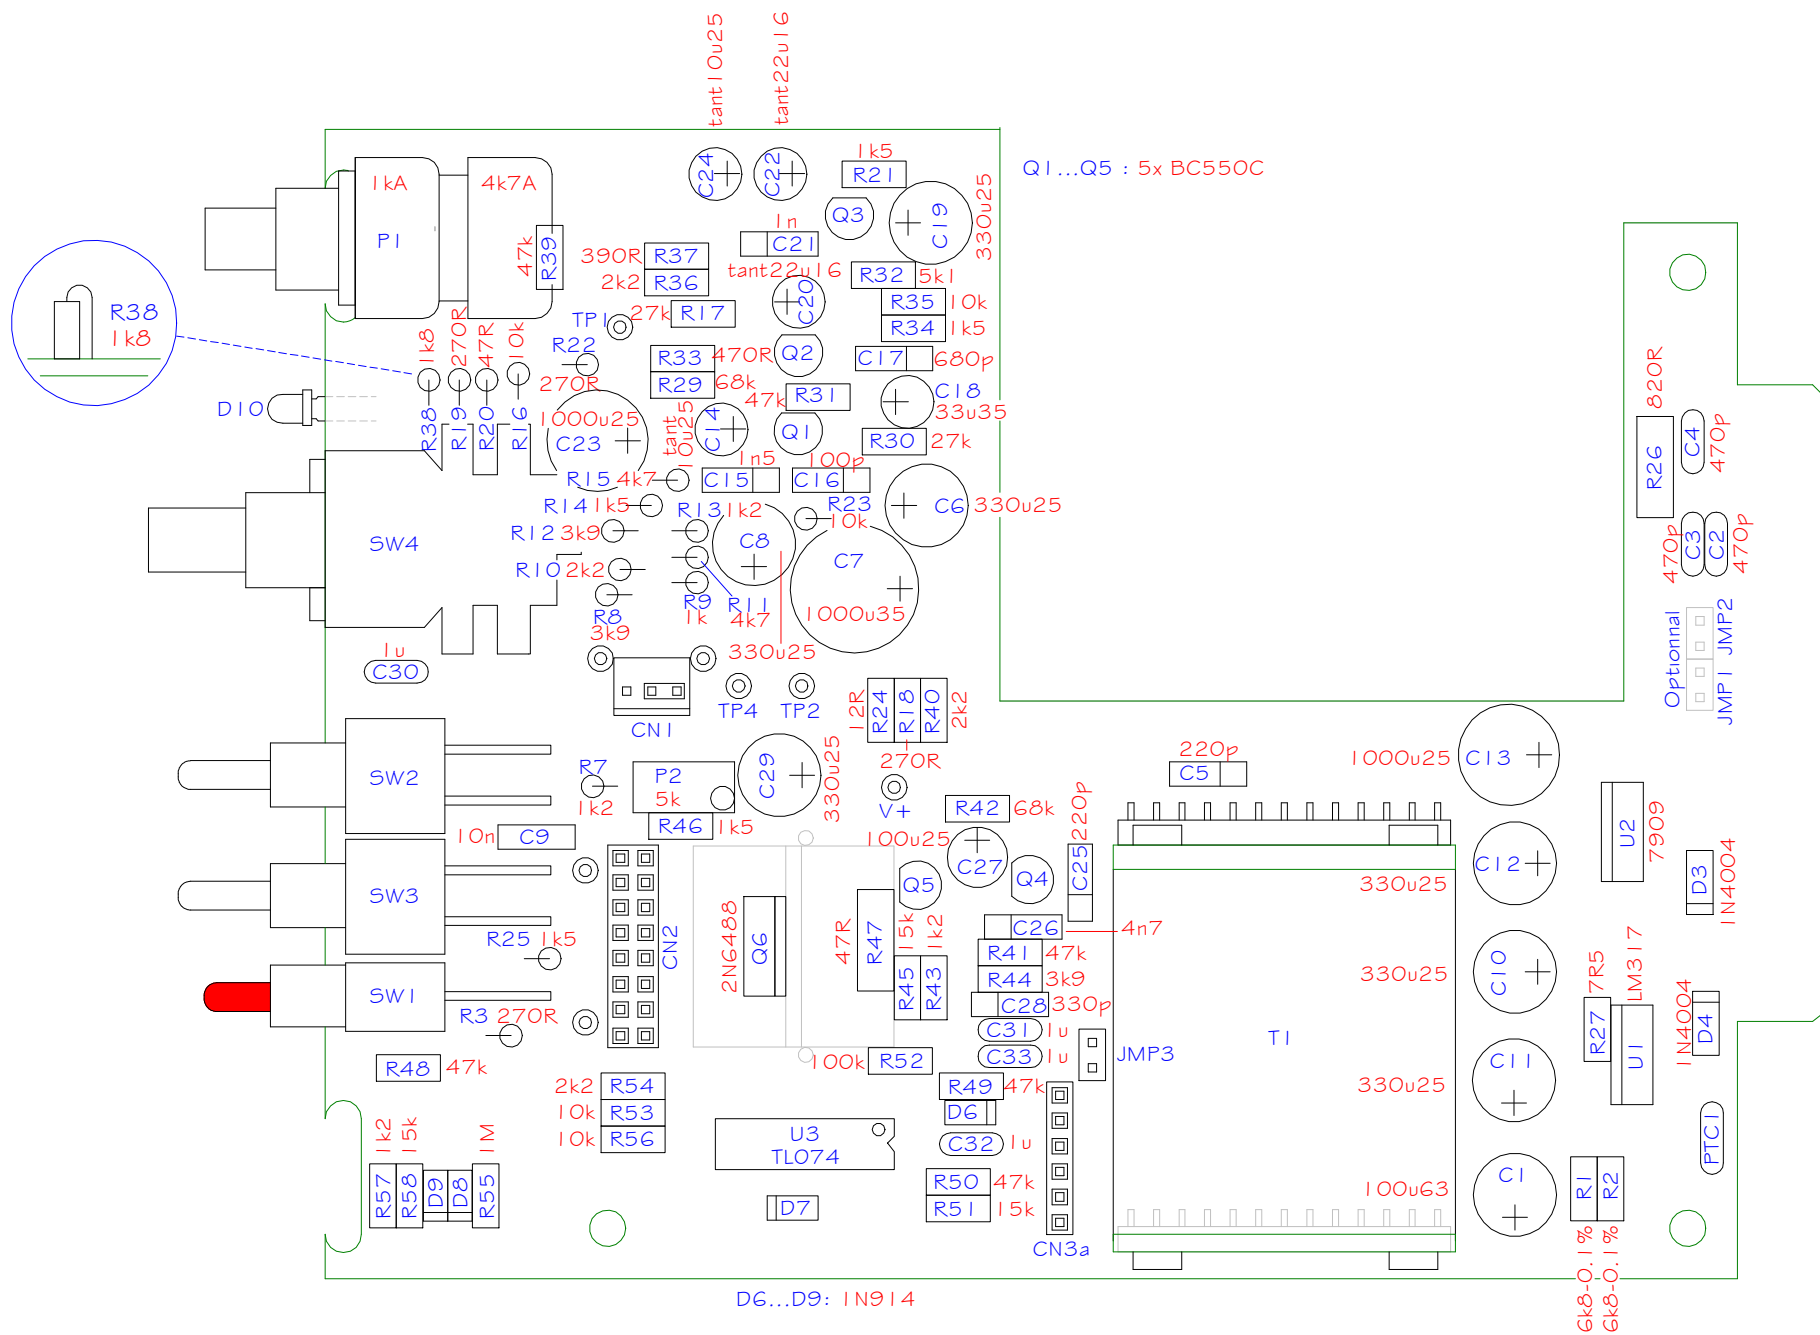 tant10u25
tant22u16
C24
C22
1k5
R21
Q1...Q5 : 5x BC550C
1kA
4k7A
P1
47k
R39
Q3
C19
330u25
1n
C21
390R
R37
2k2
R36
tant22u16
C20
R32
5k1
R35
10k
R34
1k5
27k
R17
TP1
R38
1k8
R22
270R
1k8
270R
47R
10k
R38
R19
R20
R16
R33
470R
R29
68k
Q2
C17
680p
C18
33u35
47k
R31
D10
1000u25
C23
tant
10u25
C14
Q1
R30
27k
820R
R26
C4
470p
R15
4k7
1n5
C15
100p
C16
R14
1k5
R23
10k
C6
330u25
R12
3k9
R13
1k2
C8
C7
1000u35
SW4
R10
2k2
R8
3k9
R9
1k
R11
4k7
330u25
470p
C3
C2
470p
Optionnal
JMP1
JMP2
1u
C30
CN1
TP4
TP2
12R
R24
R18
R40
2k2
270R
V+
SW2
R7
1k2
P2
5k
C29
330u25
R46
1k5
10n
C9
R42
68k
100u25
C27
220p
C25
220p
C5
1000u25
C13
U2
7909
C12
330u25
D3
1N4004
SW3
Q5
Q4
R25
1k5
CN2
2N6488
Q6
47R
R47
15k
1k2
R45
R43
C26
4n7
R41
47k
R44
3k9
C28
330p
C31
1u
C33
1u
JMP3
C10
330u25
7R5
R27
LM317
U1
1N4004
D4
T1
SW1
R3
270R
R48
47k
100k
R52
2k2
R54
10k
R53
10k
R56
R49
47k
D6
C32
1u
U3
TL074
C11
330u25
PTC1
1k2
15k
1M
R57
R58
D9
D8
R55
D7
R50
47k
R51
15k
CN3a
C1
100u63
R1
R2
6k8-0.1%
6k8-0.1%
D6...D9: 1N914